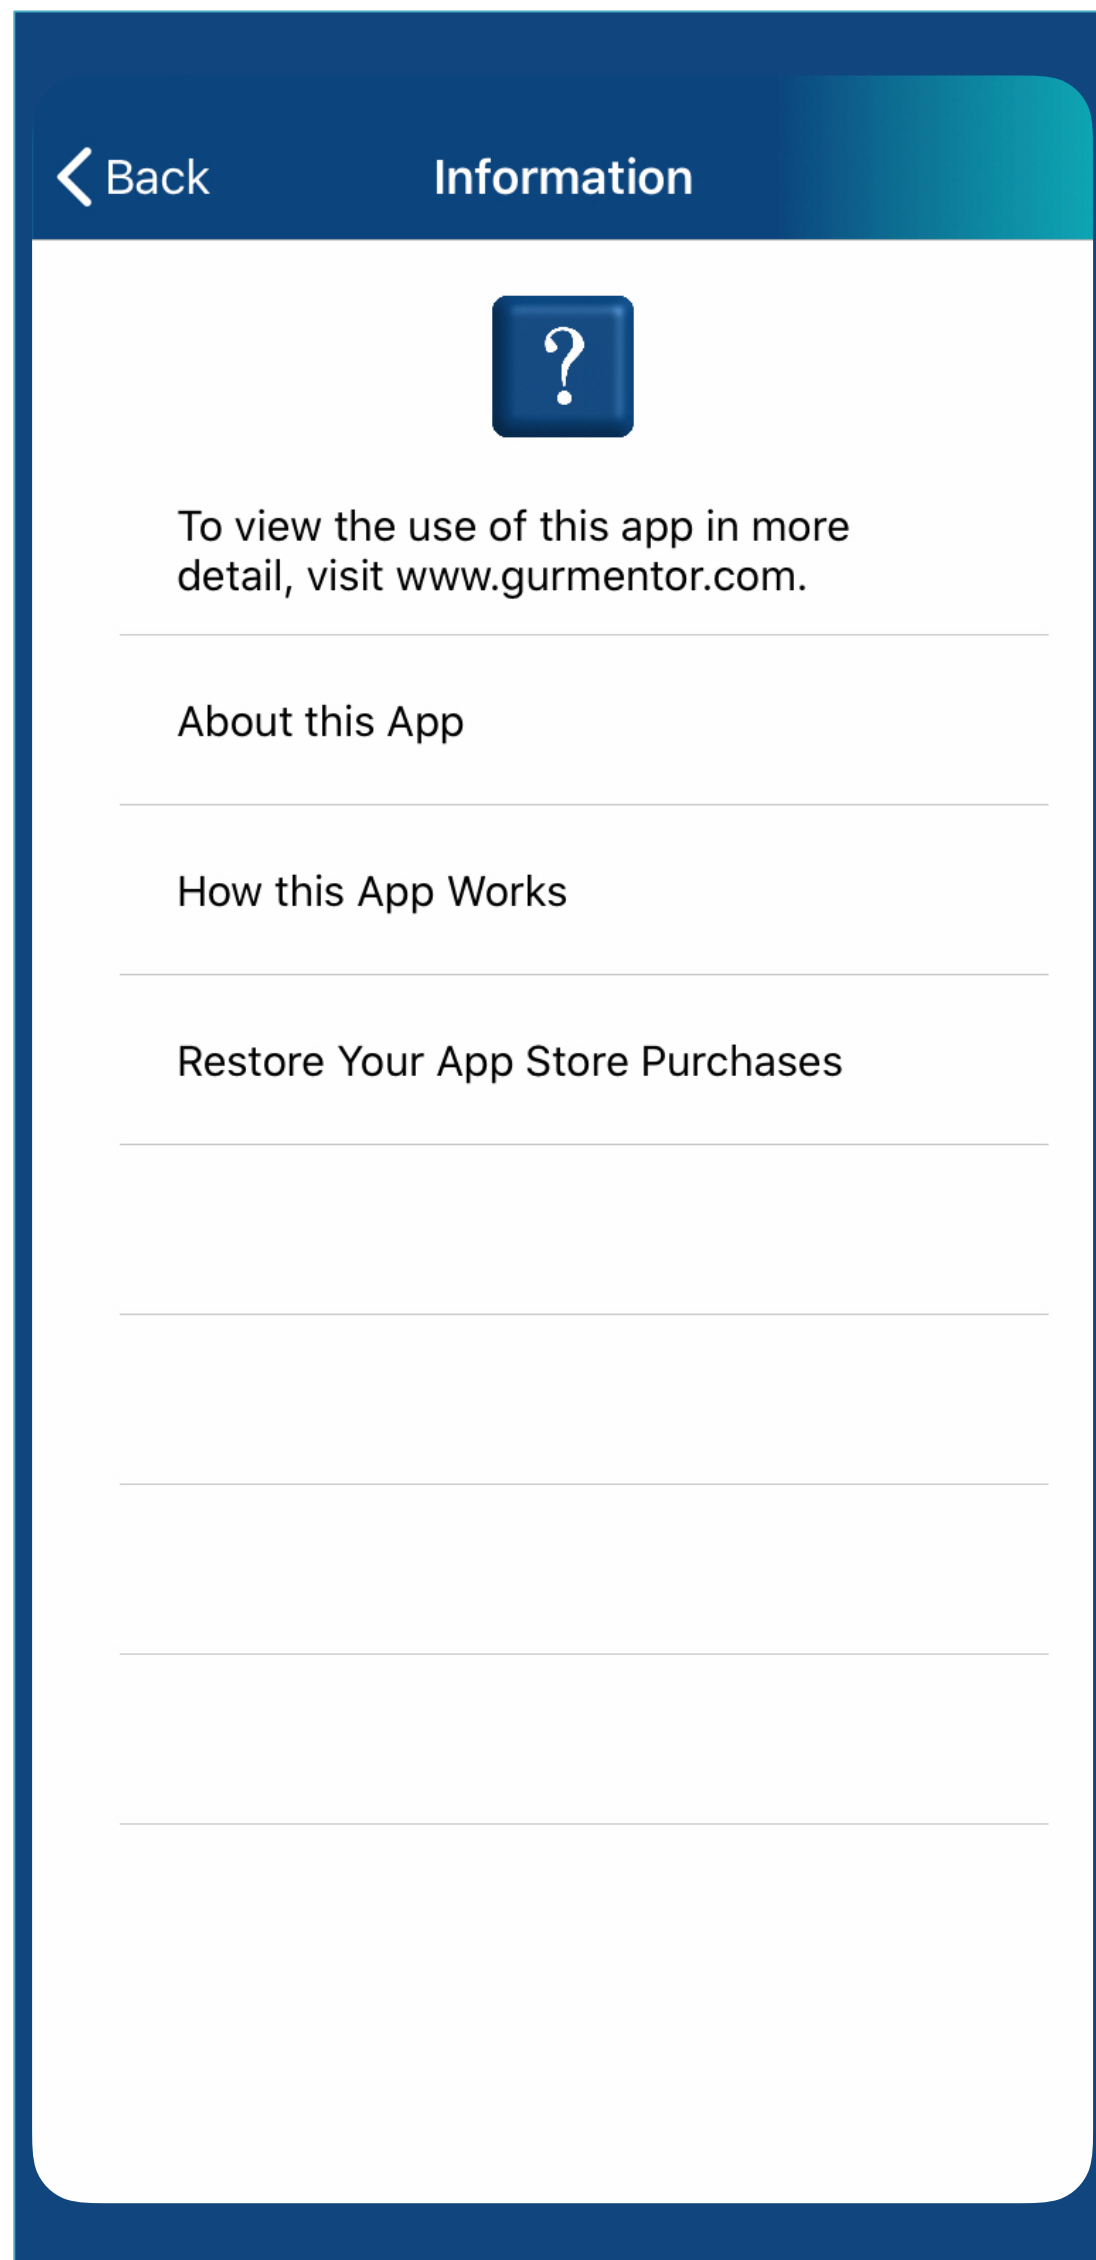 Back
Information
?
To view the use of this app in more
detail, visit www.gurmentor.com.
About this App
How this App Works
Restore Your App Store Purchases